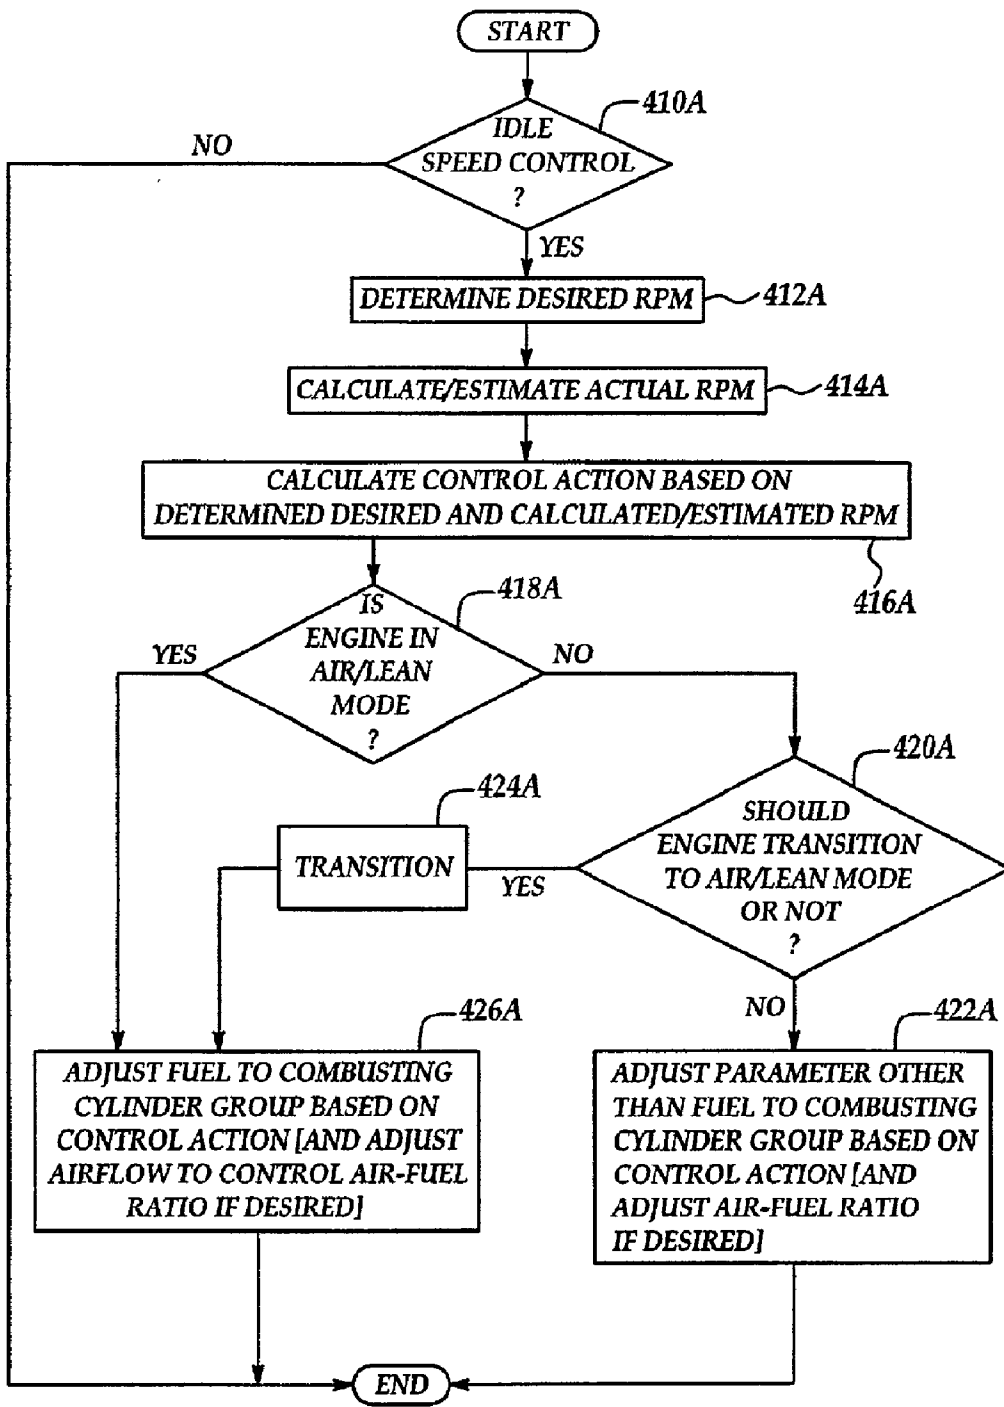 START
410A
IDLE
SPEED CONTROL
?
NO
YES
DETERMINE DESIRED RPM
412A
CALCULATE/ESTIMATE ACTUAL RPM
414A
CALCULATE CONTROL ACTION BASED ON
DETERMINED DESIRED AND CALCULATED/ESTIMATED RPM
416A
418A
IS
ENGINE IN
AIR/LEAN
MODE
?
YES
NO
420A
SHOULD
ENGINE TRANSITION
TO AIR/LEAN MODE
OR NOT
?
424A
TRANSITION
YES
NO
426A
ADJUST FUEL TO COMBUSTING
CYLINDER GROUP BASED ON
CONTROL ACTION [AND ADJUST
AIRFLOW TO CONTROL AIR-FUEL
RATIO IF DESIRED]
422A
ADJUST PARAMETER OTHER
THAN FUEL TO COMBUSTING
CYLINDER GROUP BASED ON
CONTROL ACTION [AND
ADJUST AIR-FUEL RATIO
IF DESIRED]
END